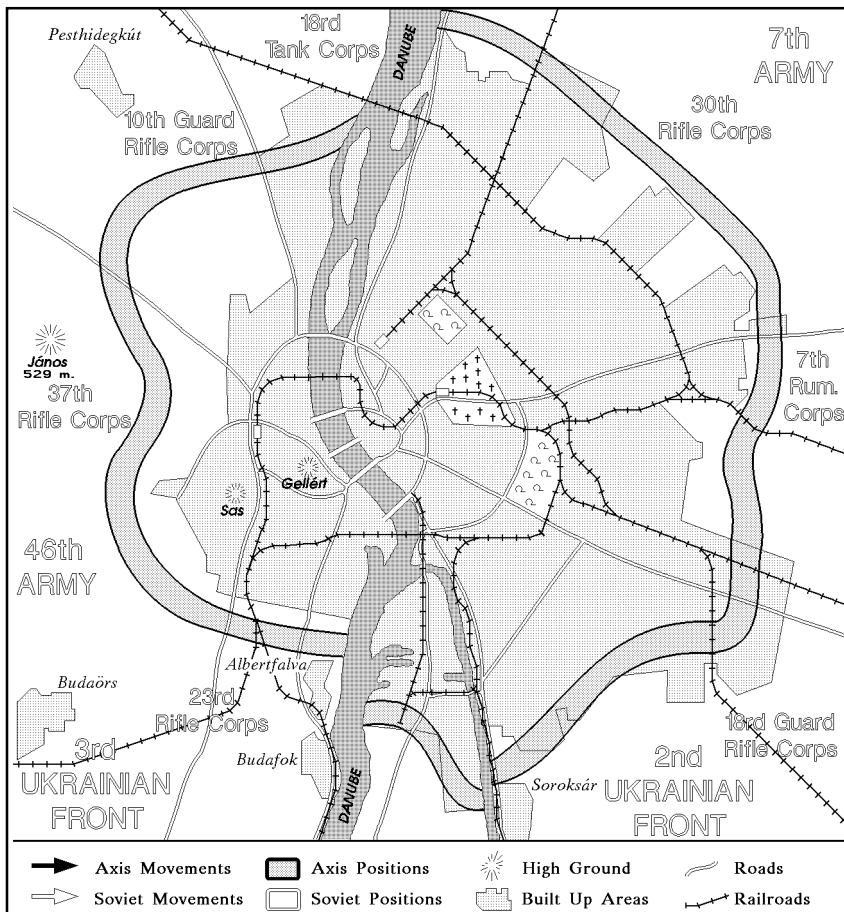 Pesthidegkút
18rd
Tank Corps
DANUBE
7th
ARMY
10th Guard
Rifle Corps
30th
Rifle Corps
János
529 m.
37th
Rifle Corps
7th
Rum.
Corps
Gellért
Sas
46th
ARMY
Albertfalva
Budaörs
23rd
Rifle Corps
3rd
UKRAINIAN
FRONT
Budafok
DANUBE
Soroksár
2nd
UKRAINIAN
FRONT
18rd Guard
Rifle Corps
Axis Movements
Axis Positions
High Ground
Roads
Soviet Movements
Soviet Positions
Built Up Areas
Railroads